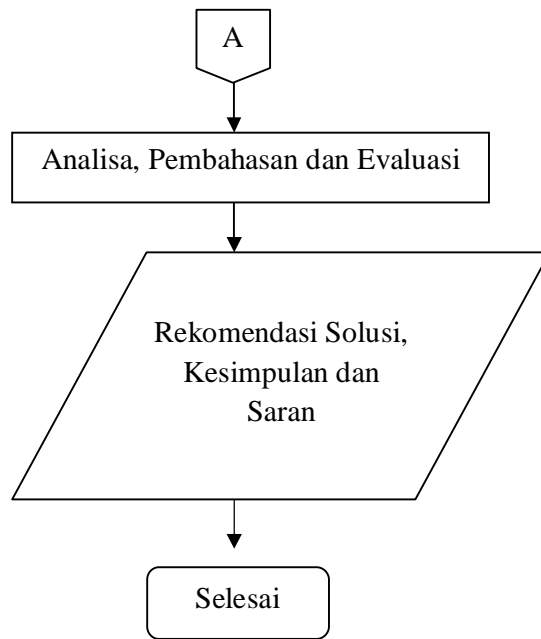 A
Analisa, Pembahasan dan Evaluasi
Rekomendasi Solusi,
Kesimpulan dan
Saran
Selesai